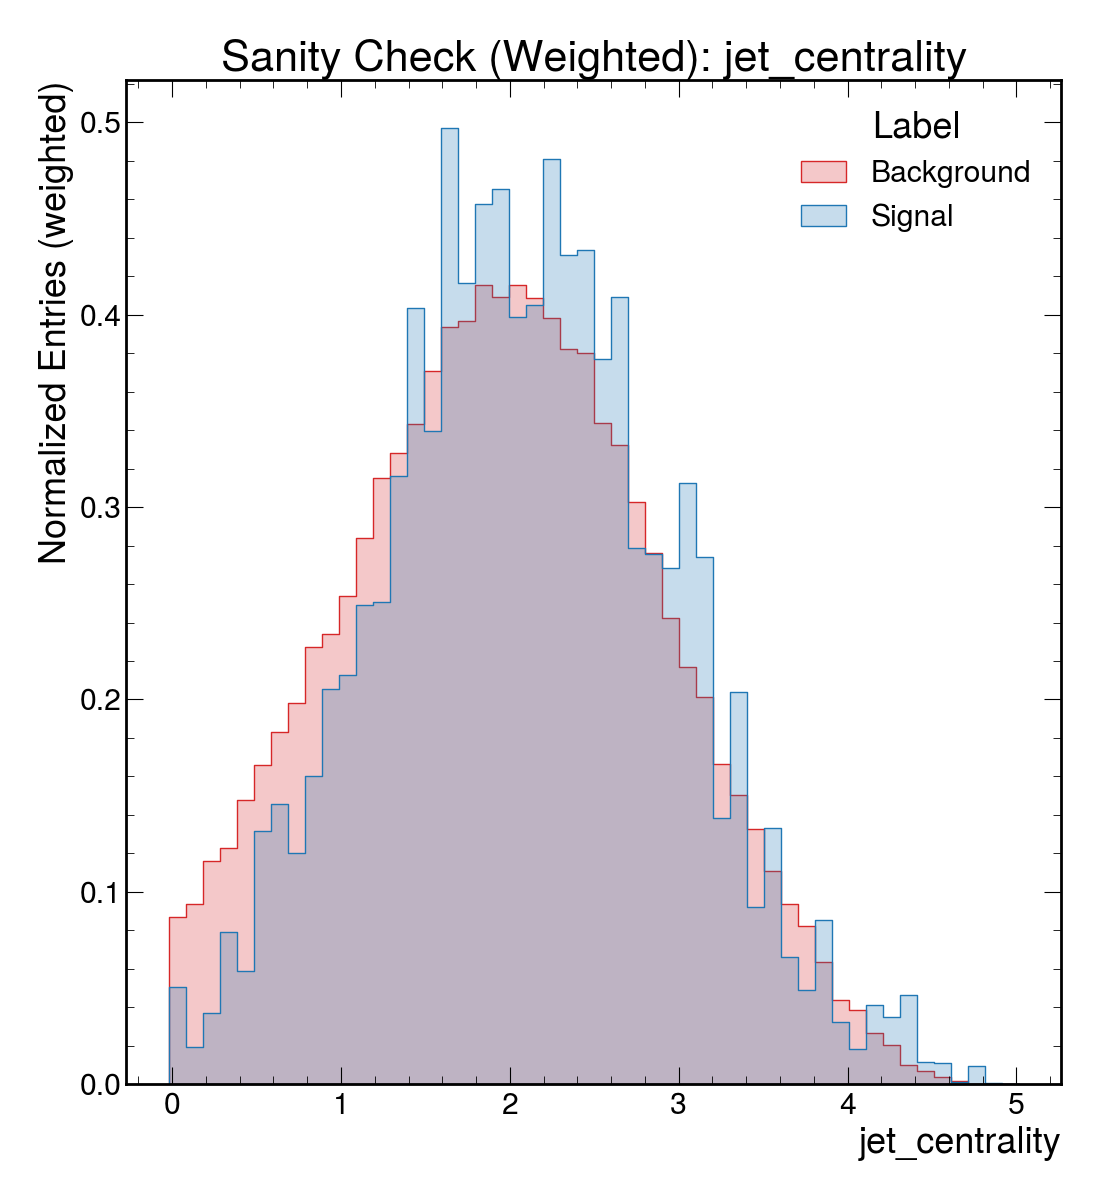 Sanity Check (Weighted): jet_centrality
Normalized Entries (weighted)
Label
Background
Signal
0.5
0.4
0.3
0.2
0.1
0.0
0 1 2 3 4 5
jet_centrality